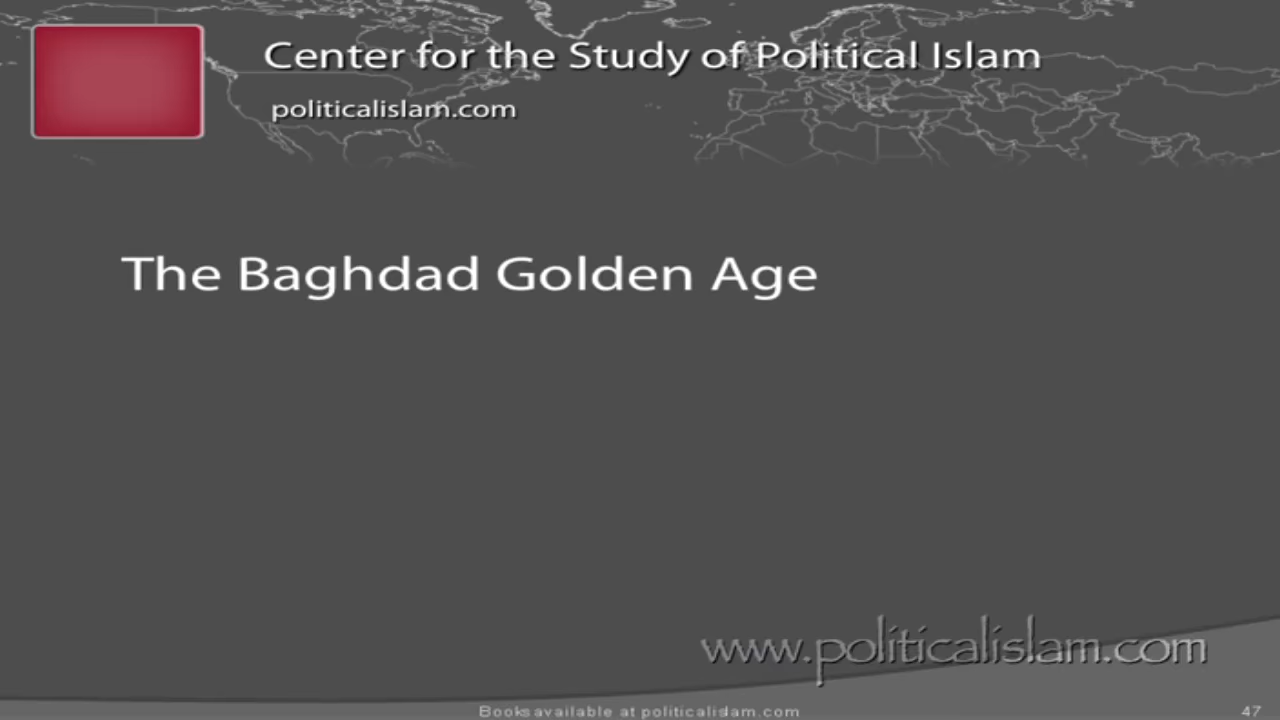 Center for the Study of Political Islam
politicalislam.com
The Baghdad Golden Age
www.politicalislam.com
Books available at politicalislam.com
47